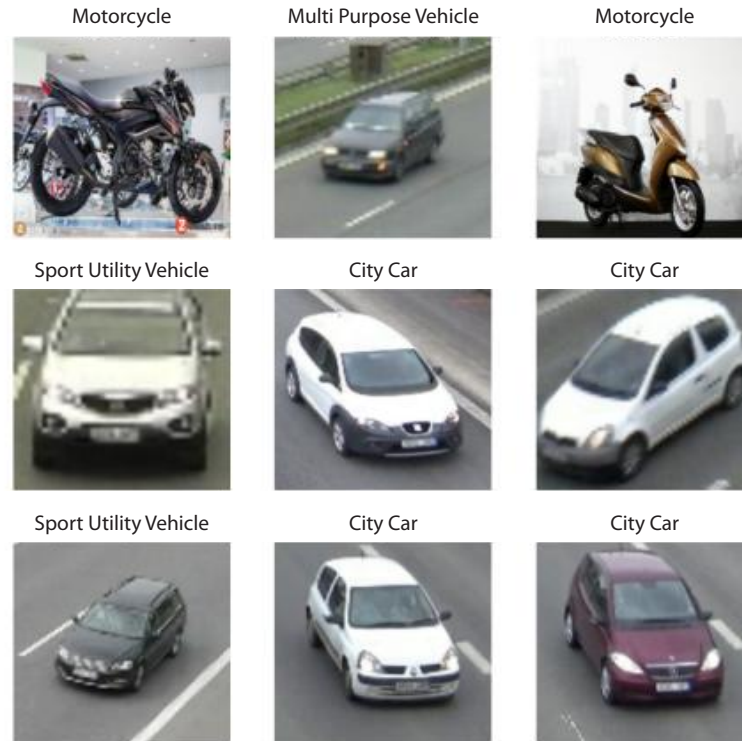 Motorcycle
Multi Purpose Vehicle
Motorcycle
Sport Utility Vehicle
City Car
City Car
Sport Utility Vehicle
City Car
City Car